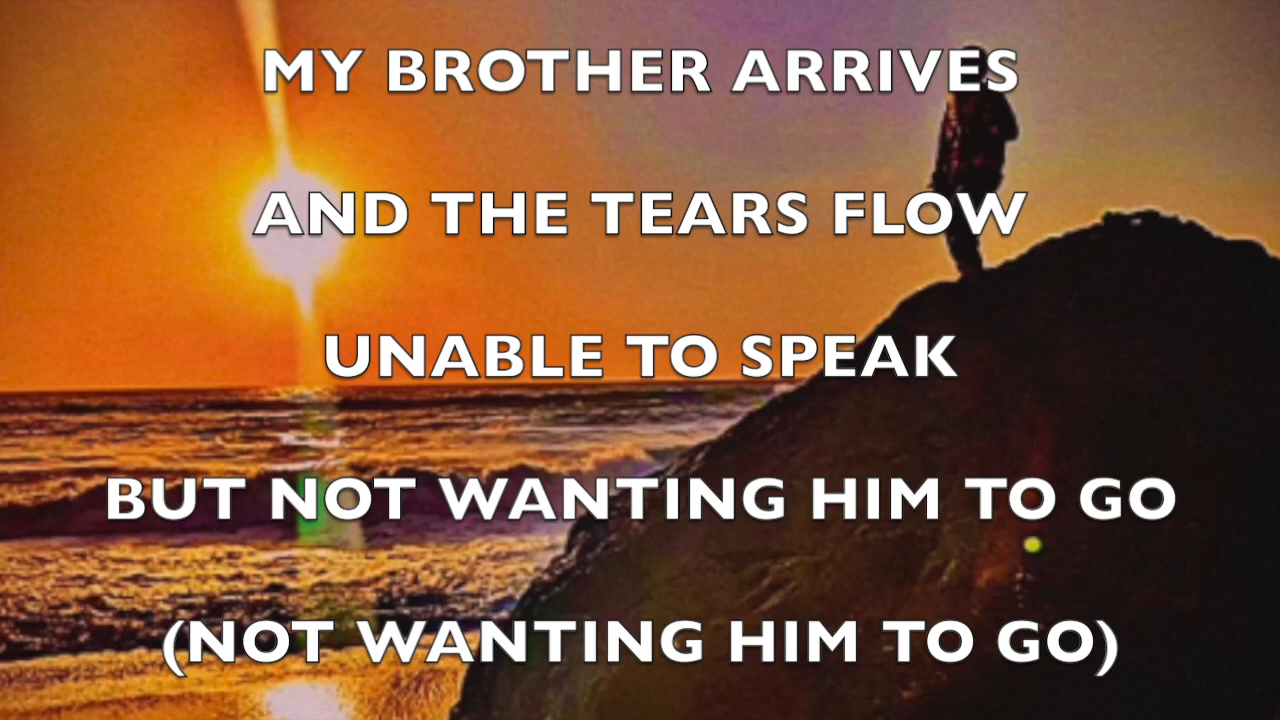 MY BROTHER ARRIVES
AND THE TEARS FLOW
UNABLE TO SPEAK
BUT NOT WANTING HIM TO GO
(NOT WANTING HIM TO GO)